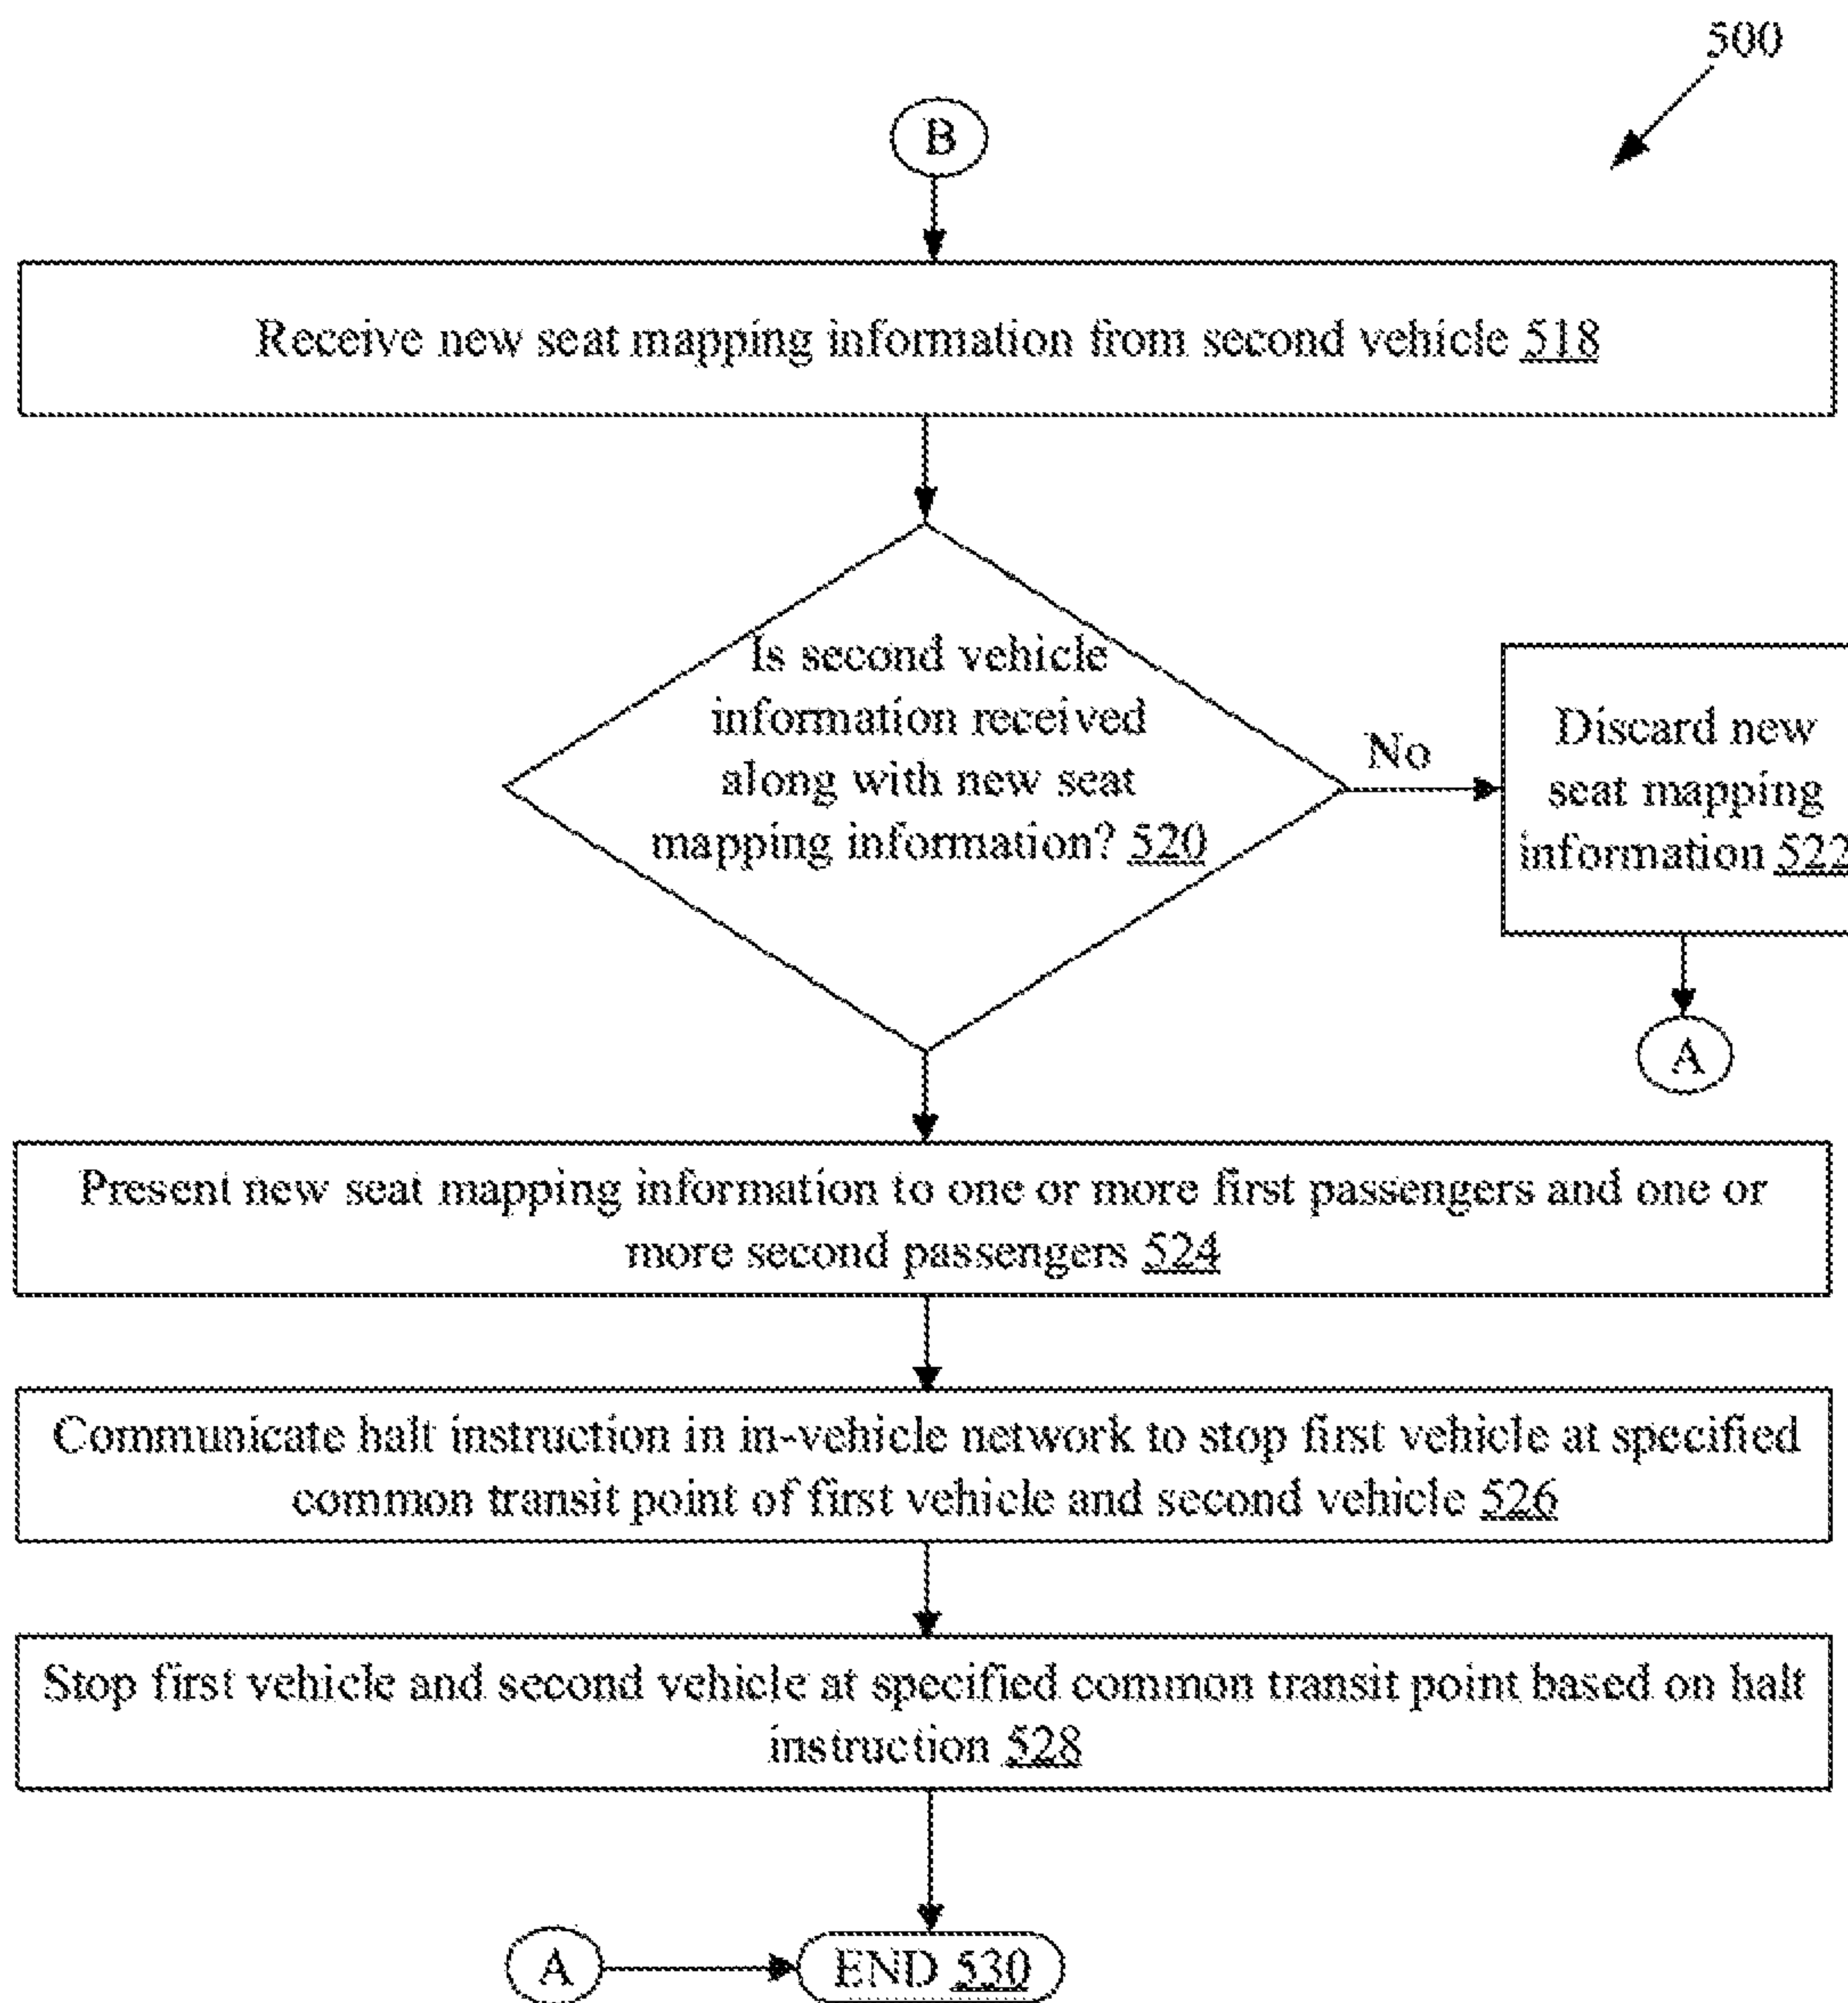 500
B
Receive new seat mapping information from second vehicle 518
Is second vehicle
information received
along with new seat
mapping information? 520
No
Discard new
seat mapping
information 522
A
Present new seat mapping information to one or more first passengers and one or
more second passengers 524
Communicate halt instruction in in-vehicle network to stop first vehicle at specified
common transit point of first vehicle and second vehicle 526
Stop first vehicle and second vehicle at specified common transit point based on halt
instruction 528
A
END 530